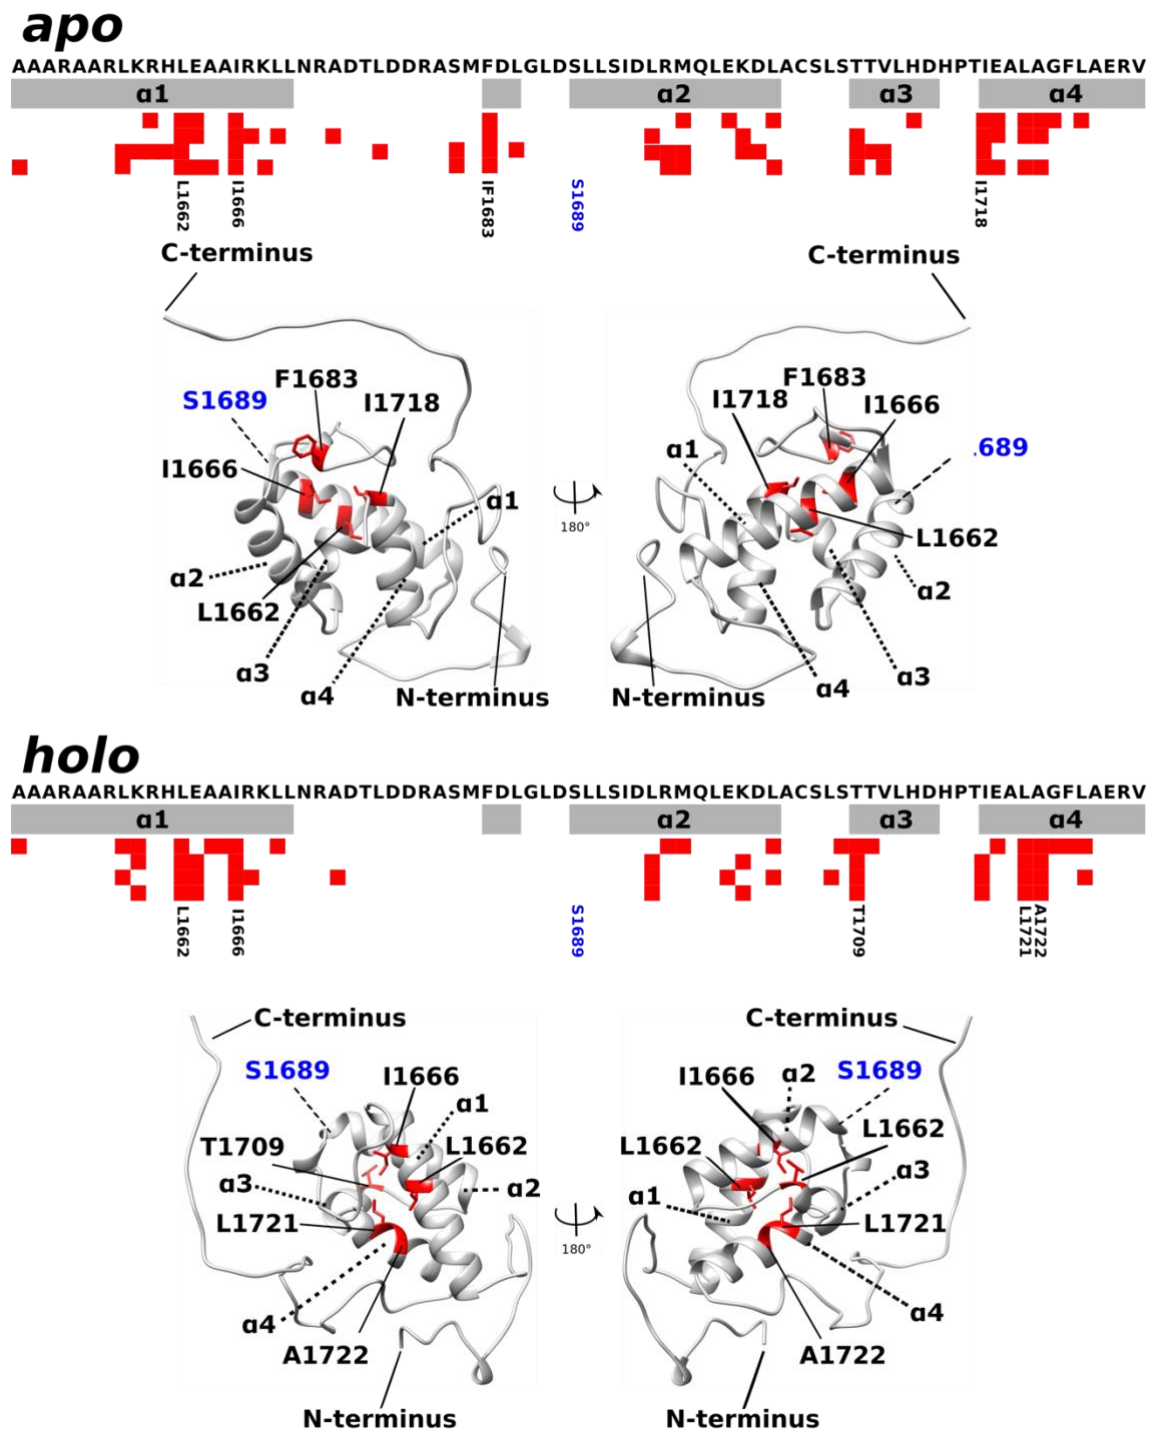 apo
AAARAARLKRHLEAAIRKLLNRADTLDDRASMFDLGLDSLLSIDLRMQLEKDLACSLSTTVLHDHPTIEALAGFLAERV
α1 α2 α3 α4
L1662 I1666 IF1683 S1689 I1718
C-terminus C-terminus
F1683 F1683
S1689 I1718 I1718 I1666
I1666 α1 .689
α1 180°
L1662
α2 α2
L1662
α3 α3
α4 N-terminus N-terminus α4
holo
AAARAARLKRHLEAAIRKLLNRADTLDDRASMFDLGLDSLLSIDLRMQLEKDLACSLSTTVLHDHPTIEALAGFLAERV
α1 α2 α3 α4
L1662 I1666 S1689 T1709 L1721 A1722
C-terminus C-terminus
S1689 I1666 I1666 α2 S1689
α1 L1662
T1709 L1662 L1662 α3
α3 α2 α1
L1721 L1721
180°
α4 α4
A1722 A1722
N-terminus N-terminus